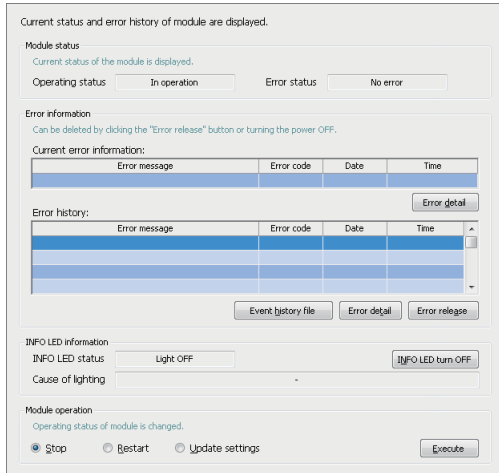 Current status and error history of module are displayed.
Module status
Current status of the module is displayed.
Operating status In operation Error status No error
Error information
Can be deleted by clicking the "Error release" button or turning the power OFF.
Current error information:
Error message Error code Date Time
Error detail
Error history:
Error message Error code Date Time
Event history file Error detail Error release
INFO LED information
INFO LED status Light OFF INFO LED turn OFF
Cause of lighting -
Module operation
Operating status of module is changed.
Stop Restart Update settings Execute